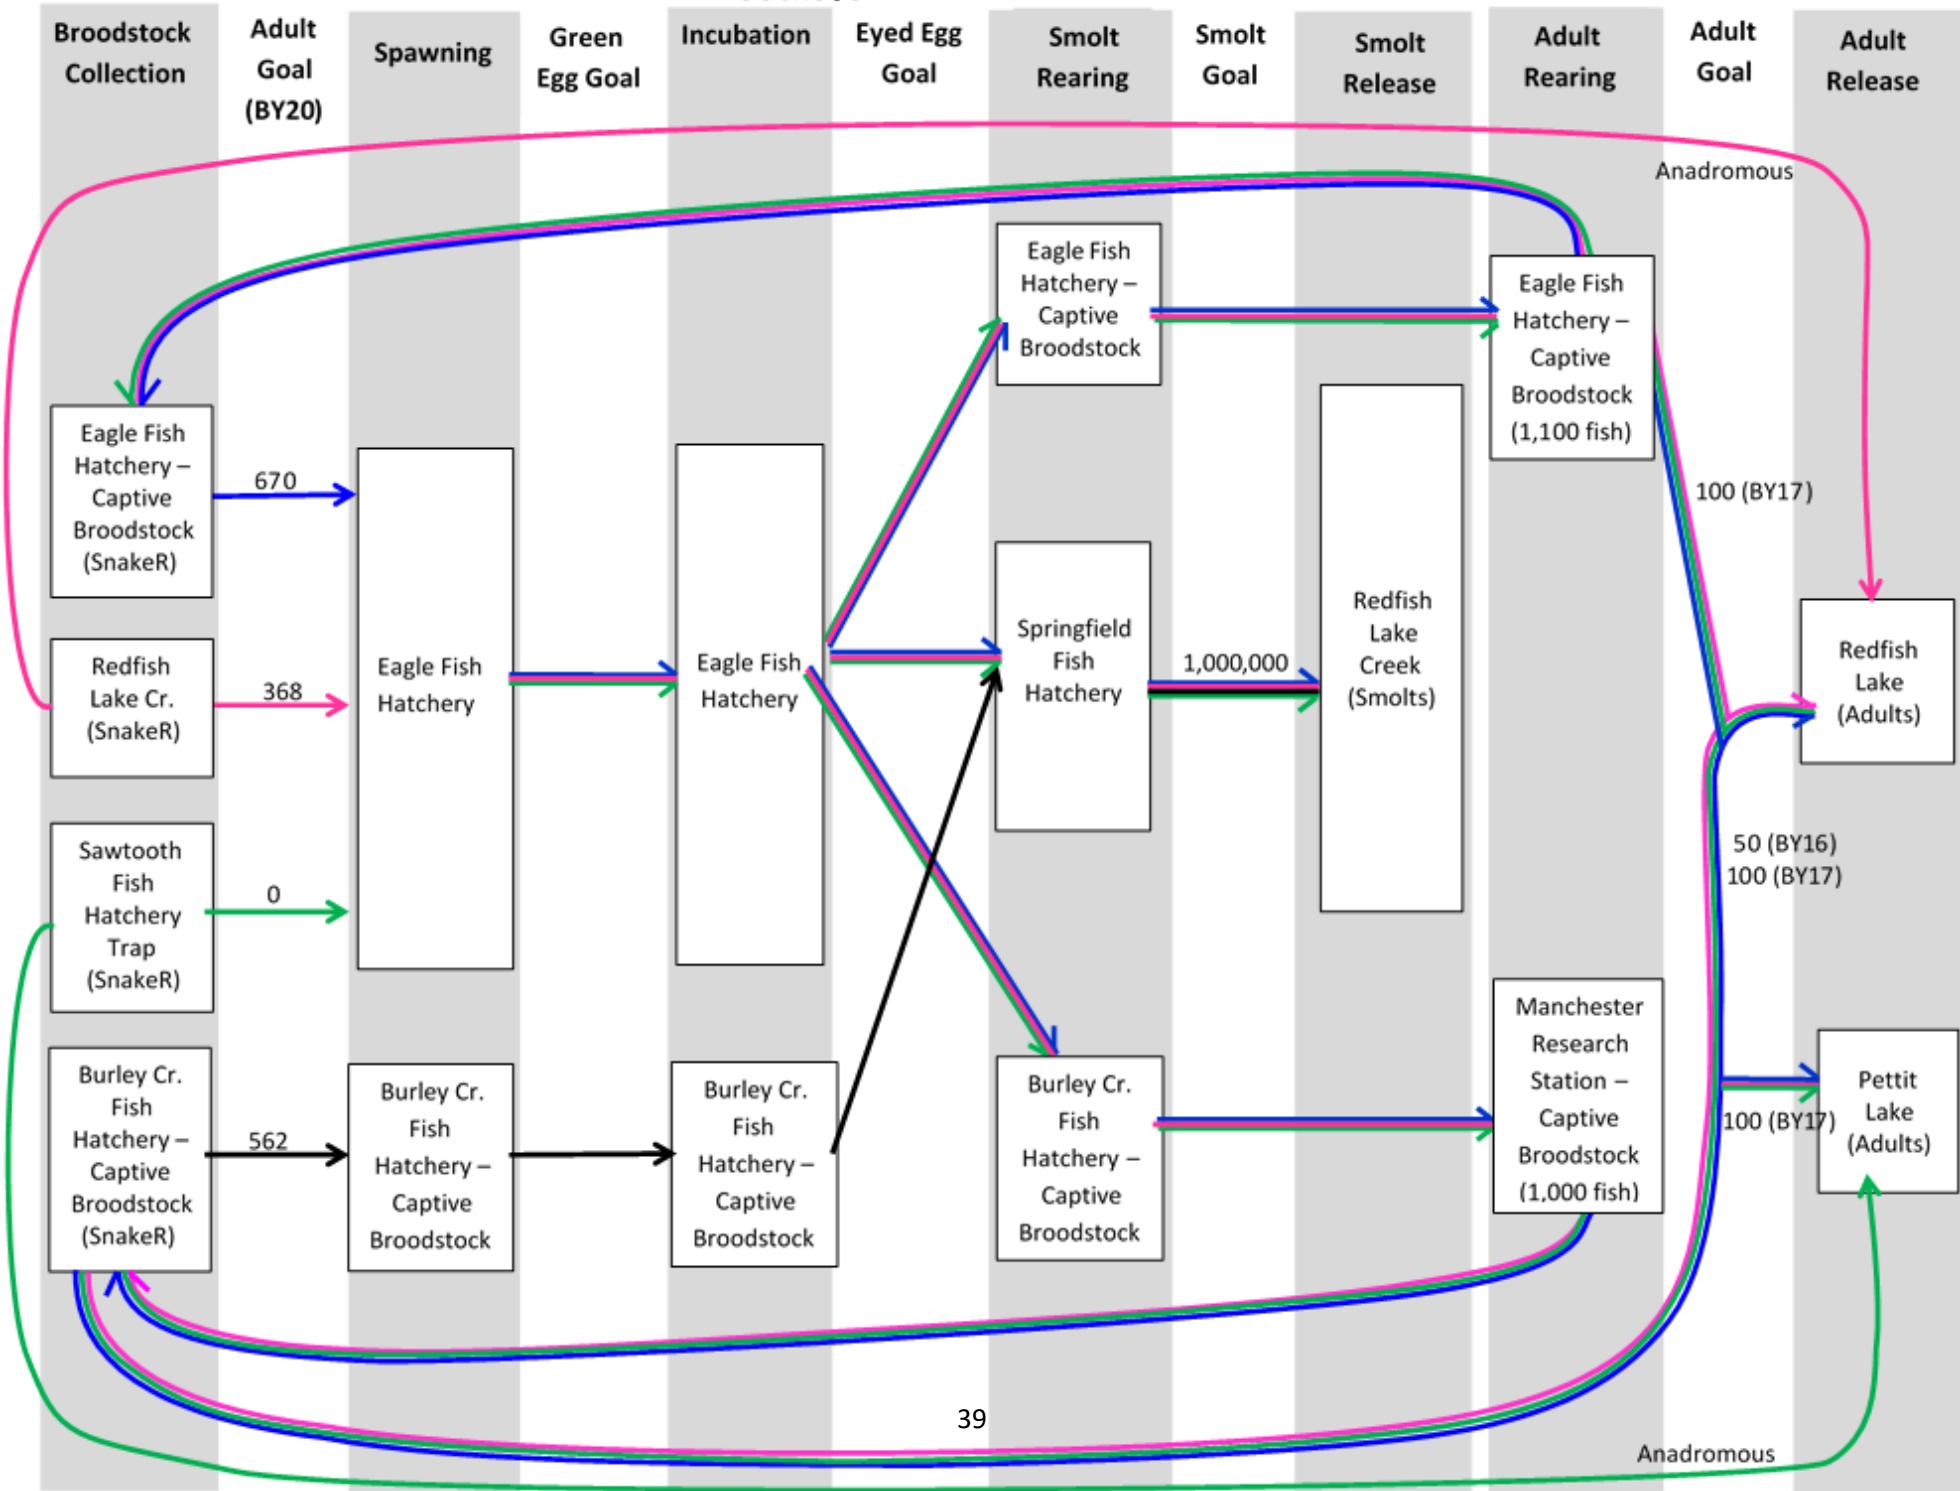 Broodstock
Collection
Adult
Goal
(BY20)
Spawning
Green
Egg Goal
Incubation
Eyed Egg
Goal
Smolt
Rearing
Smolt
Goal
Smolt
Release
Adult
Rearing
Adult
Goal
Adult
Release
Anadromous
Eagle Fish
Hatchery –
Captive
Broodstock
(SnakeR)
670
Redfish
Lake Cr.
(SnakeR)
368
Sawtooth
Fish
Hatchery
Trap
(SnakeR)
0
Burley Cr.
Fish
Hatchery –
Captive
Broodstock
(SnakeR)
562
Eagle Fish
Hatchery
Burley Cr.
Fish
Hatchery –
Captive
Broodstock
Eagle Fish
Hatchery
Burley Cr.
Fish
Hatchery –
Captive
Broodstock
Eagle Fish
Hatchery –
Captive
Broodstock
Springfield
Fish
Hatchery
Burley Cr.
Fish
Hatchery –
Captive
Broodstock
1,000,000
Redfish
Lake
Creek
(Smolts)
Eagle Fish
Hatchery –
Captive
Broodstock
(1,100 fish)
Manchester
Research
Station –
Captive
Broodstock
(1,000 fish)
100 (BY17)
50 (BY16)
100 (BY17)
100 (BY17)
Redfish
Lake
(Adults)
Pettit
Lake
(Adults)
39
Anadromous